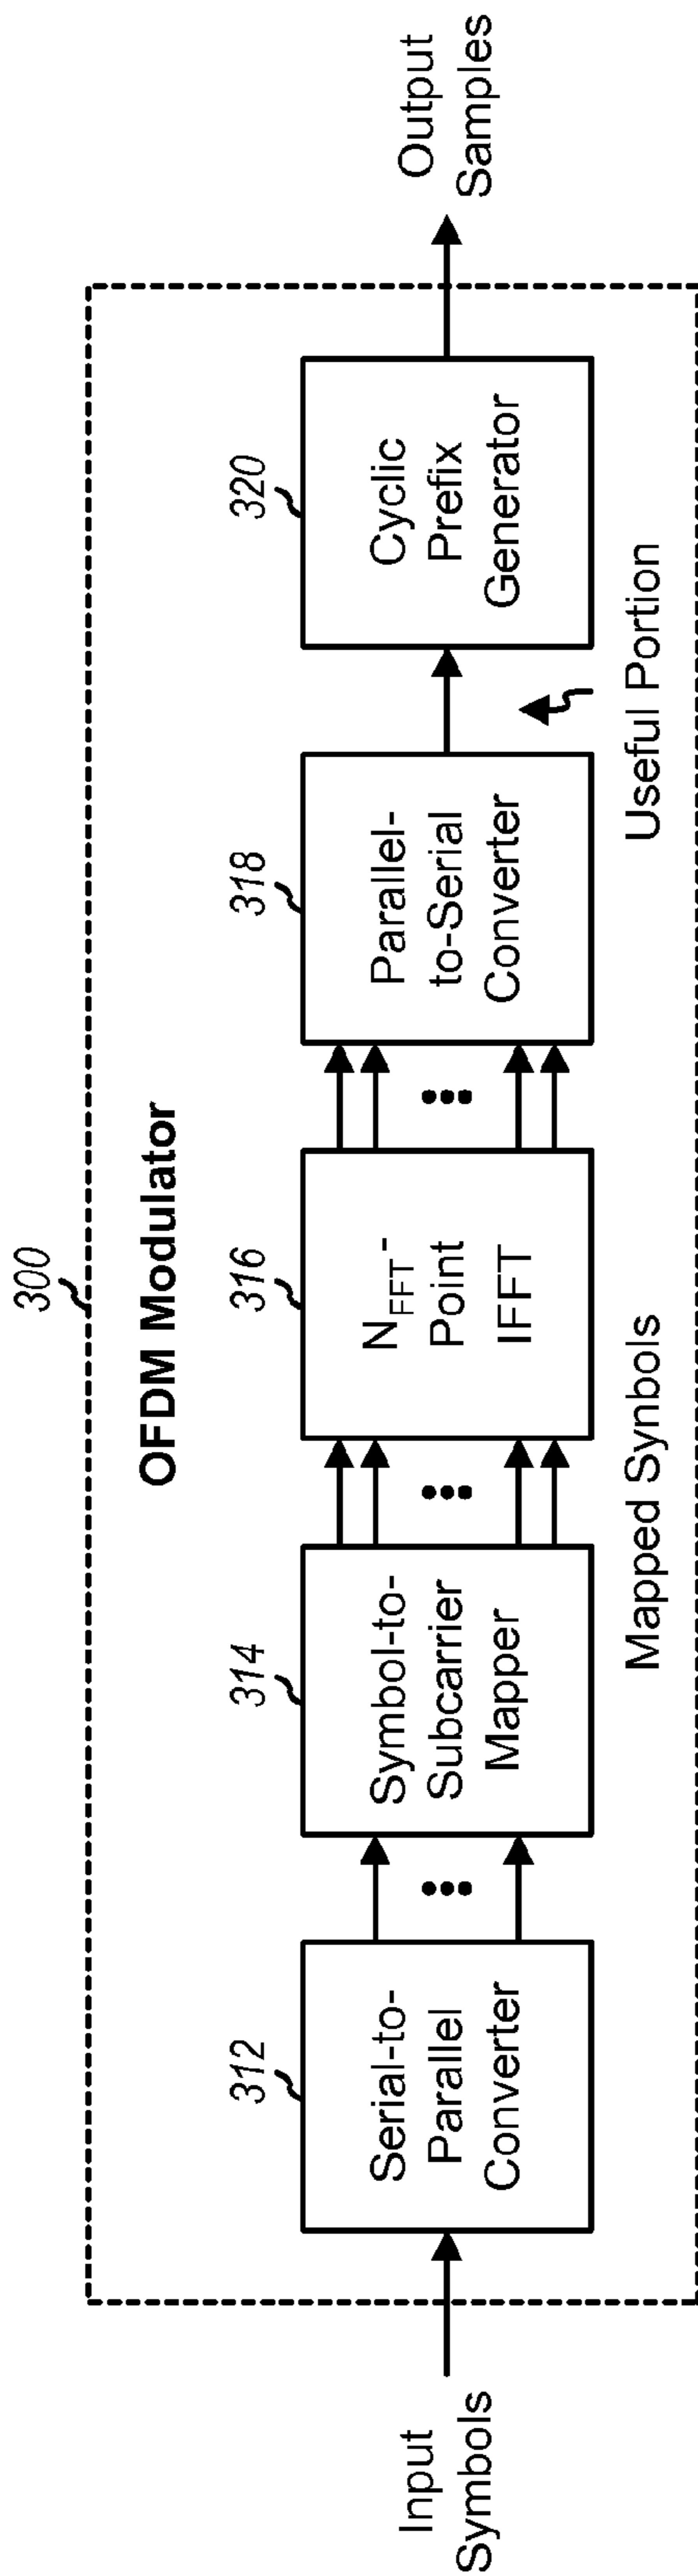 300
OFDM Modulator
Input
Symbols
312
Serial-to-
Parallel
Converter
314
Symbol-to-
Subcarrier
Mapper
Mapped Synbols
316
NFFT-
Point
IFFT
318
Parallel-
to-Serial
Converter
Useful Portion
320
Cyclic
Prefix
Generator
Output
Samples